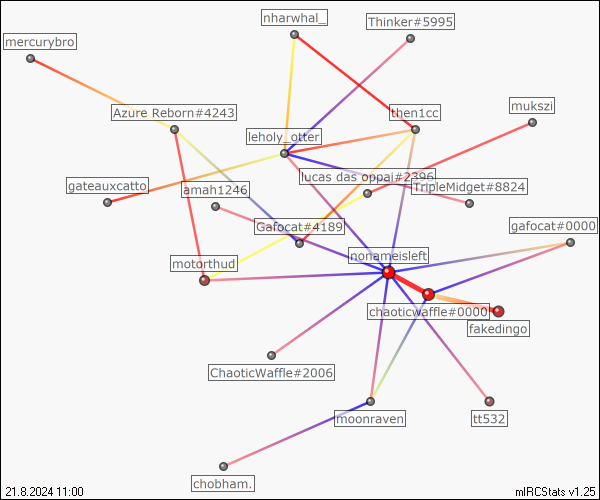 nharwhal_
Thinker#5995
mercurybro
Azure Reborn#4243
then1cc
mukszi
leholy_otter
lucas das oppai#2396
gateauxcatto
amah1246
TripleMidget#8824
Gafocat#4189
gafocat#0000
nonameisleft
motorthud
chaoticwaffle#0000
fakedingo
ChaoticWaffle#2006
moonraven
tt532
chobham.
21.8.2024 11:00
mIRCStats v1.25